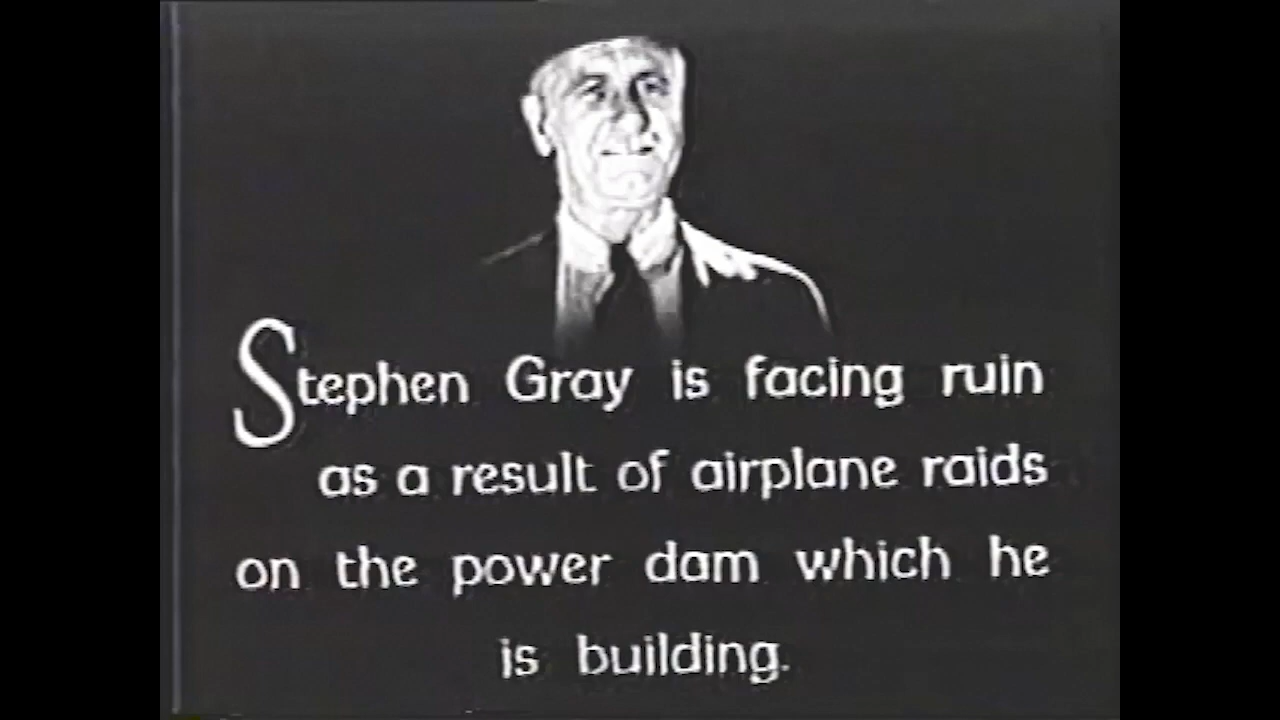 Stephen Gray is facing ruin
as a result of airplane raids
on the power dam which he
is building.